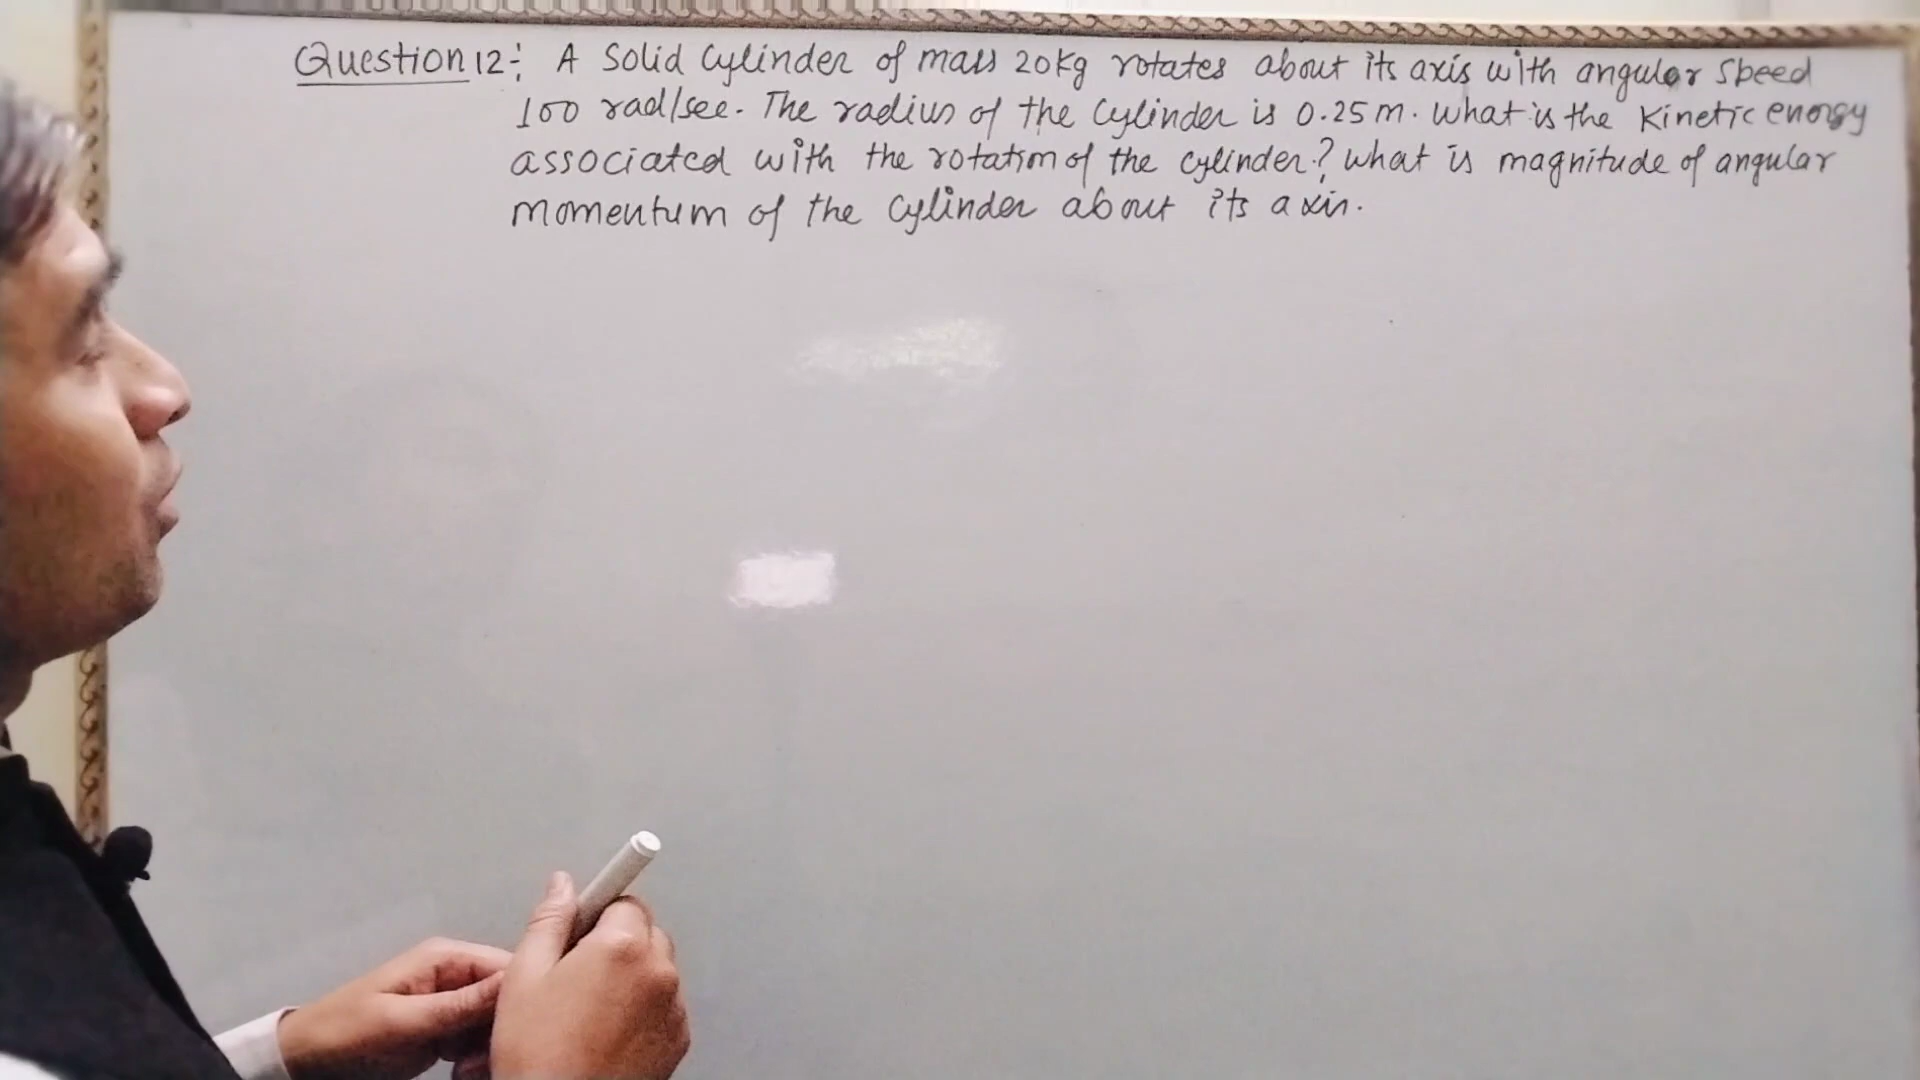 Question 12:- A Solid Cylinder of mass 20kg rotates about its axis with angular speed
100 rad/sec. The radius of the Cylinder is 0.25 m. What is the Kinetic energy
associated with the rotation of the cylinder? What is magnitude of angular
momentum of the Cylinder about its axis.